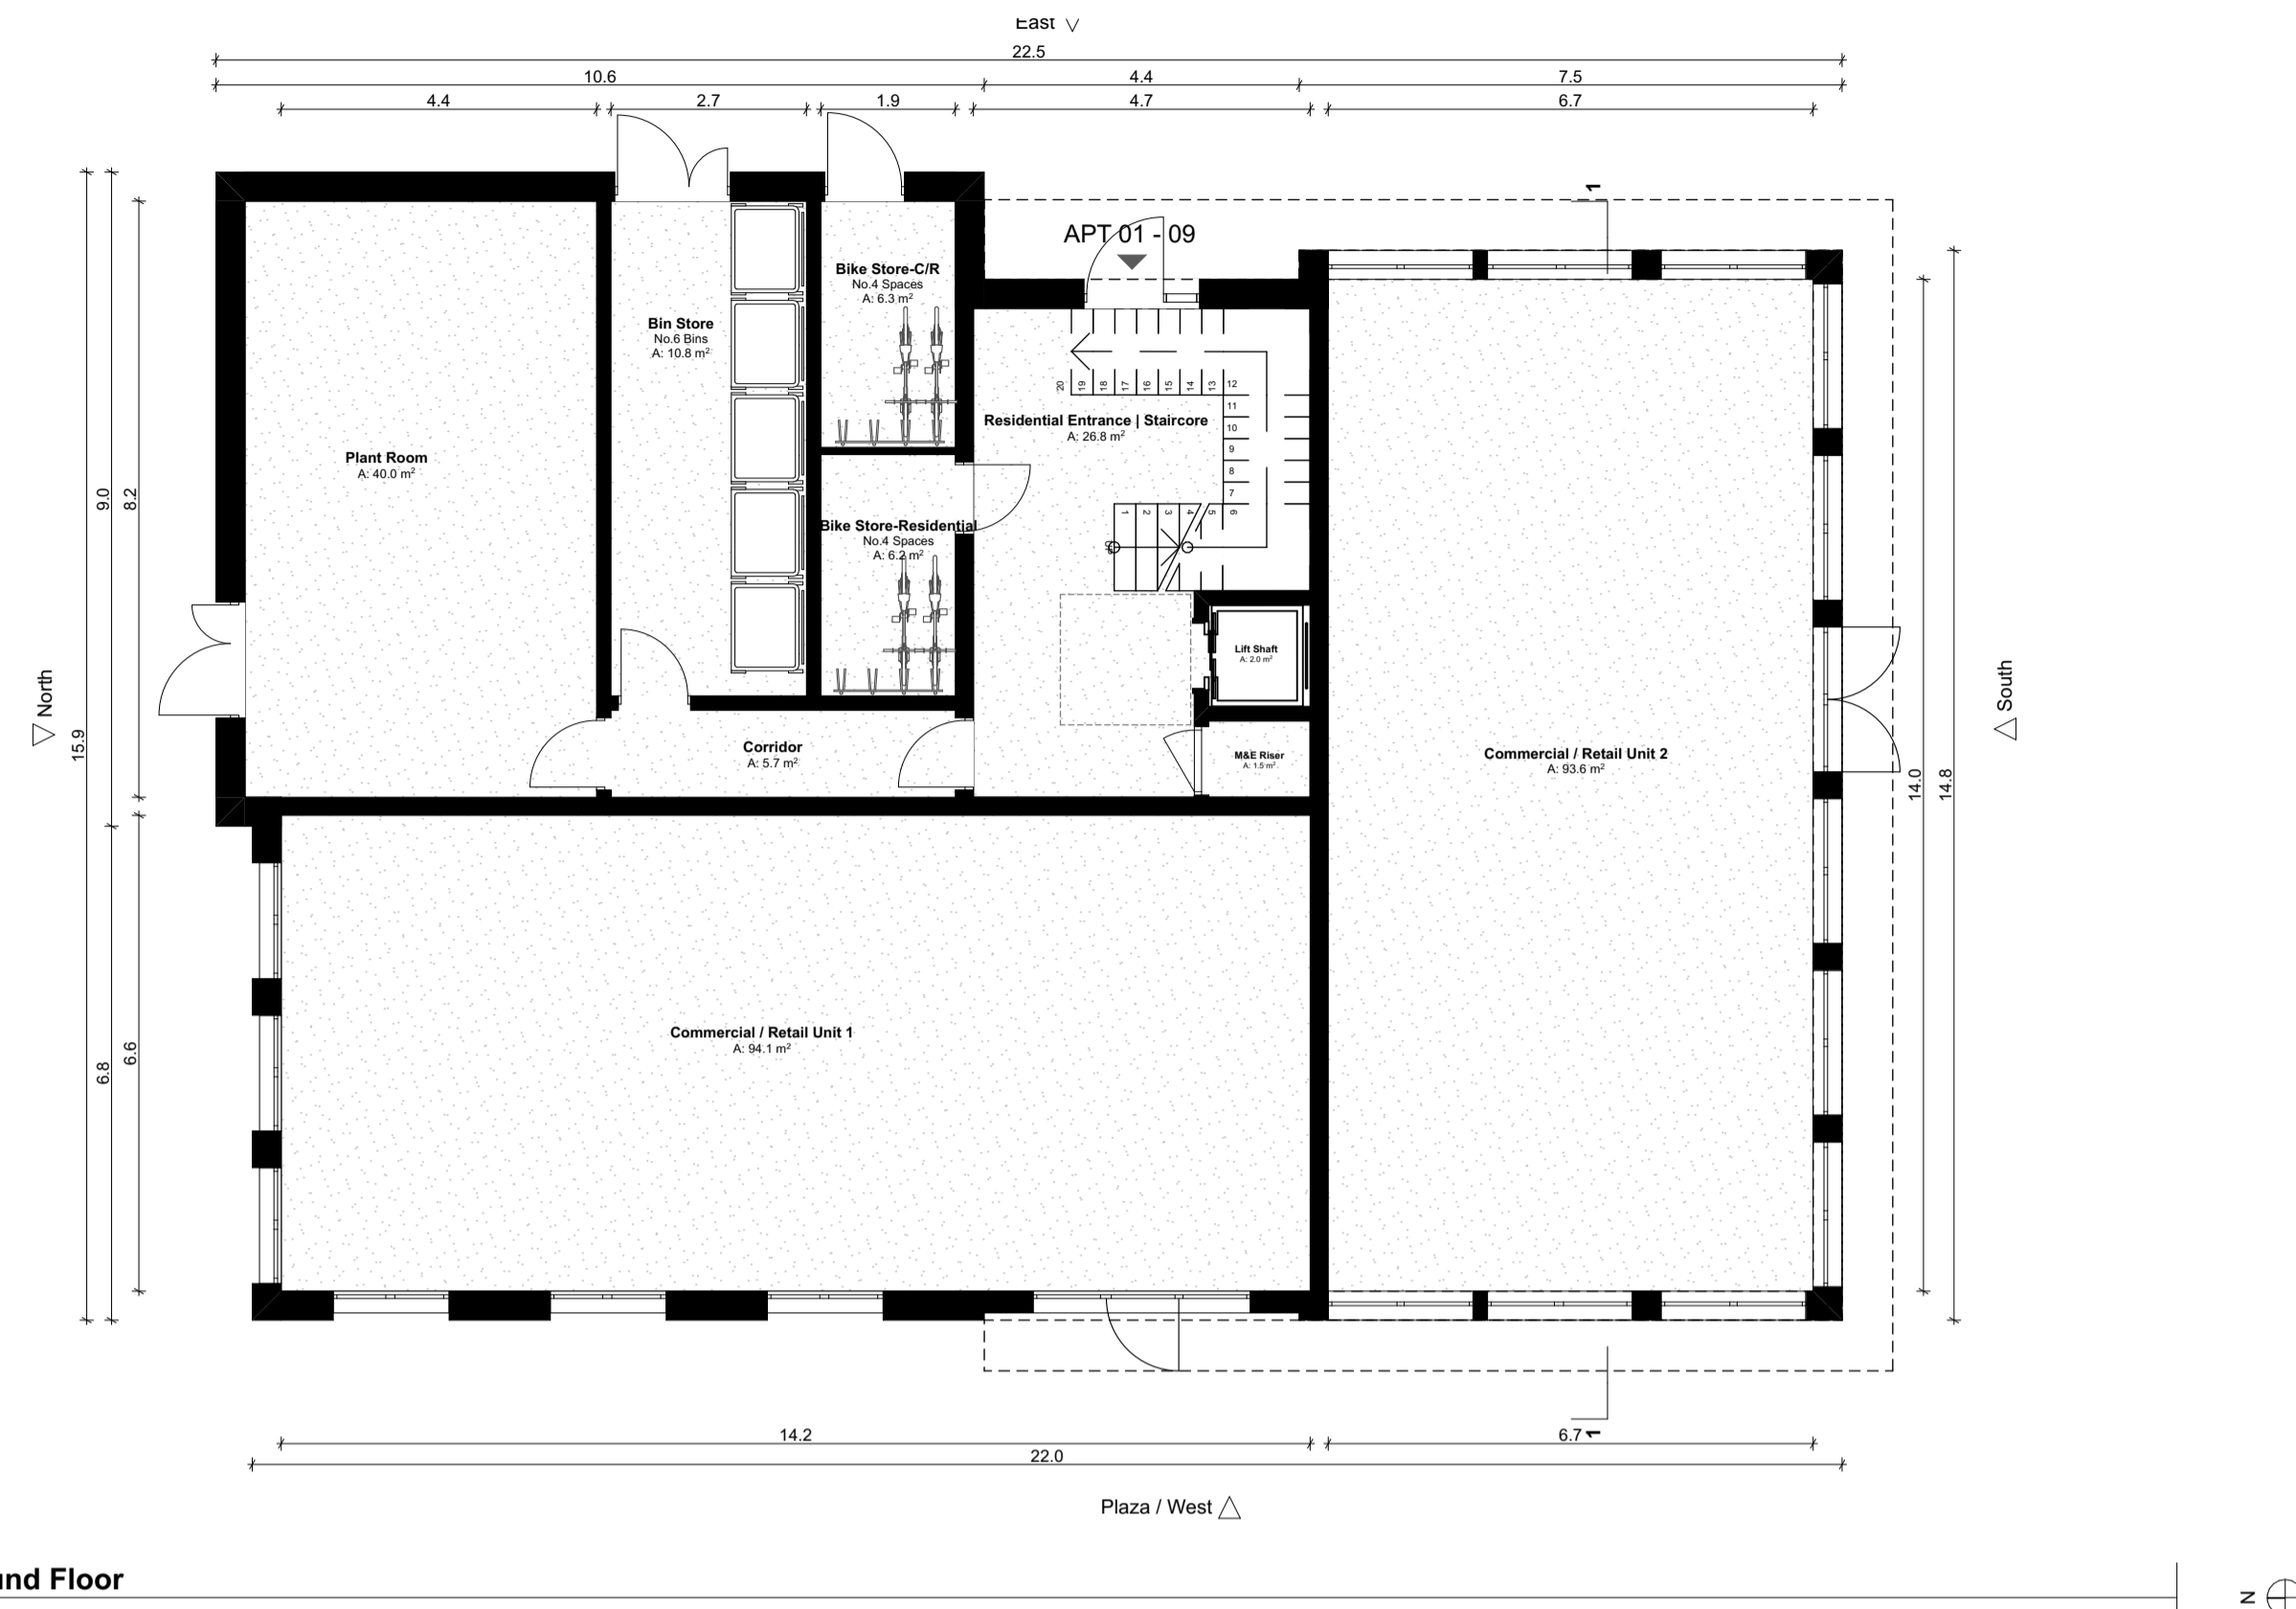 East
22.5
10.6 4.4 7.5
4.4 2.7 1.9 4.7 6.7
1
APT 01 - 09
Bike Store-C/R
No.4 Spaces
A: 6.3 m²
Bin Store
No.6 Bins
A: 10.8 m²
20 19 18 17 16 15 14 13 12
11
10
9
8
7
1 2 3 4 5 6
Residential Entrance | Staircore
A: 26.8 m²
Plant Room
A: 40.0 m²
9.0
8.2
Bike Store-Residential
No.4 Spaces
A: 6.2 m²
Lift Shaft
A: 2.0 m²
North
South
15.9
Corridor
A: 5.7 m²
M&E Riser
A: 1.5 m²
Commercial / Retail Unit 2
A: 93.6 m²
14.0
14.8
Commercial / Retail Unit 1
A: 94.1 m²
6.8
6.6
14.2 6.7
1
22.0
Plaza / West
und Floor
N